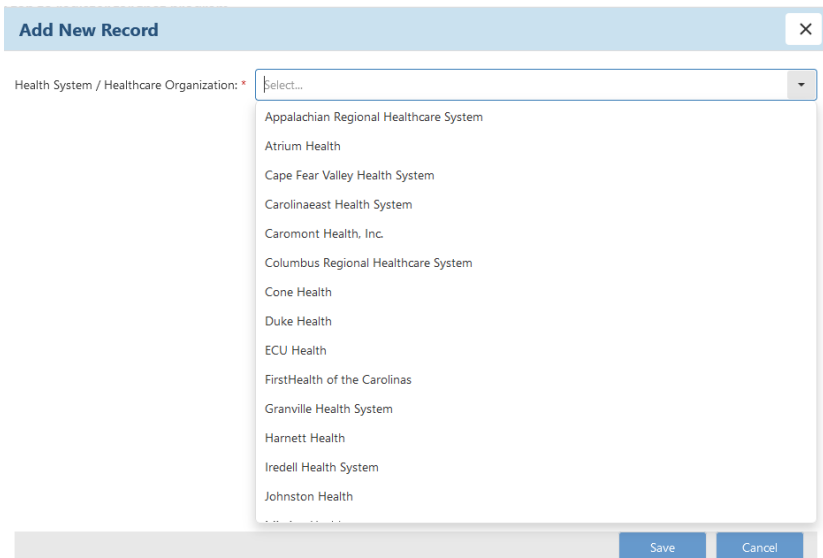 Add New Record
Health System / Healthcare Organization: *
Select...
Appalachian Regional Healthcare System
Atrium Health
Cape Fear Valley Health System
Carolinaeast Health System
Caromont Health, Inc.
Columbus Regional Healthcare System
Cone Health
Duke Health
ECU Health
FirstHealth of the Carolinas
Granville Health System
Harnett Health
Iredell Health System
Johnston Health
Save Cancel